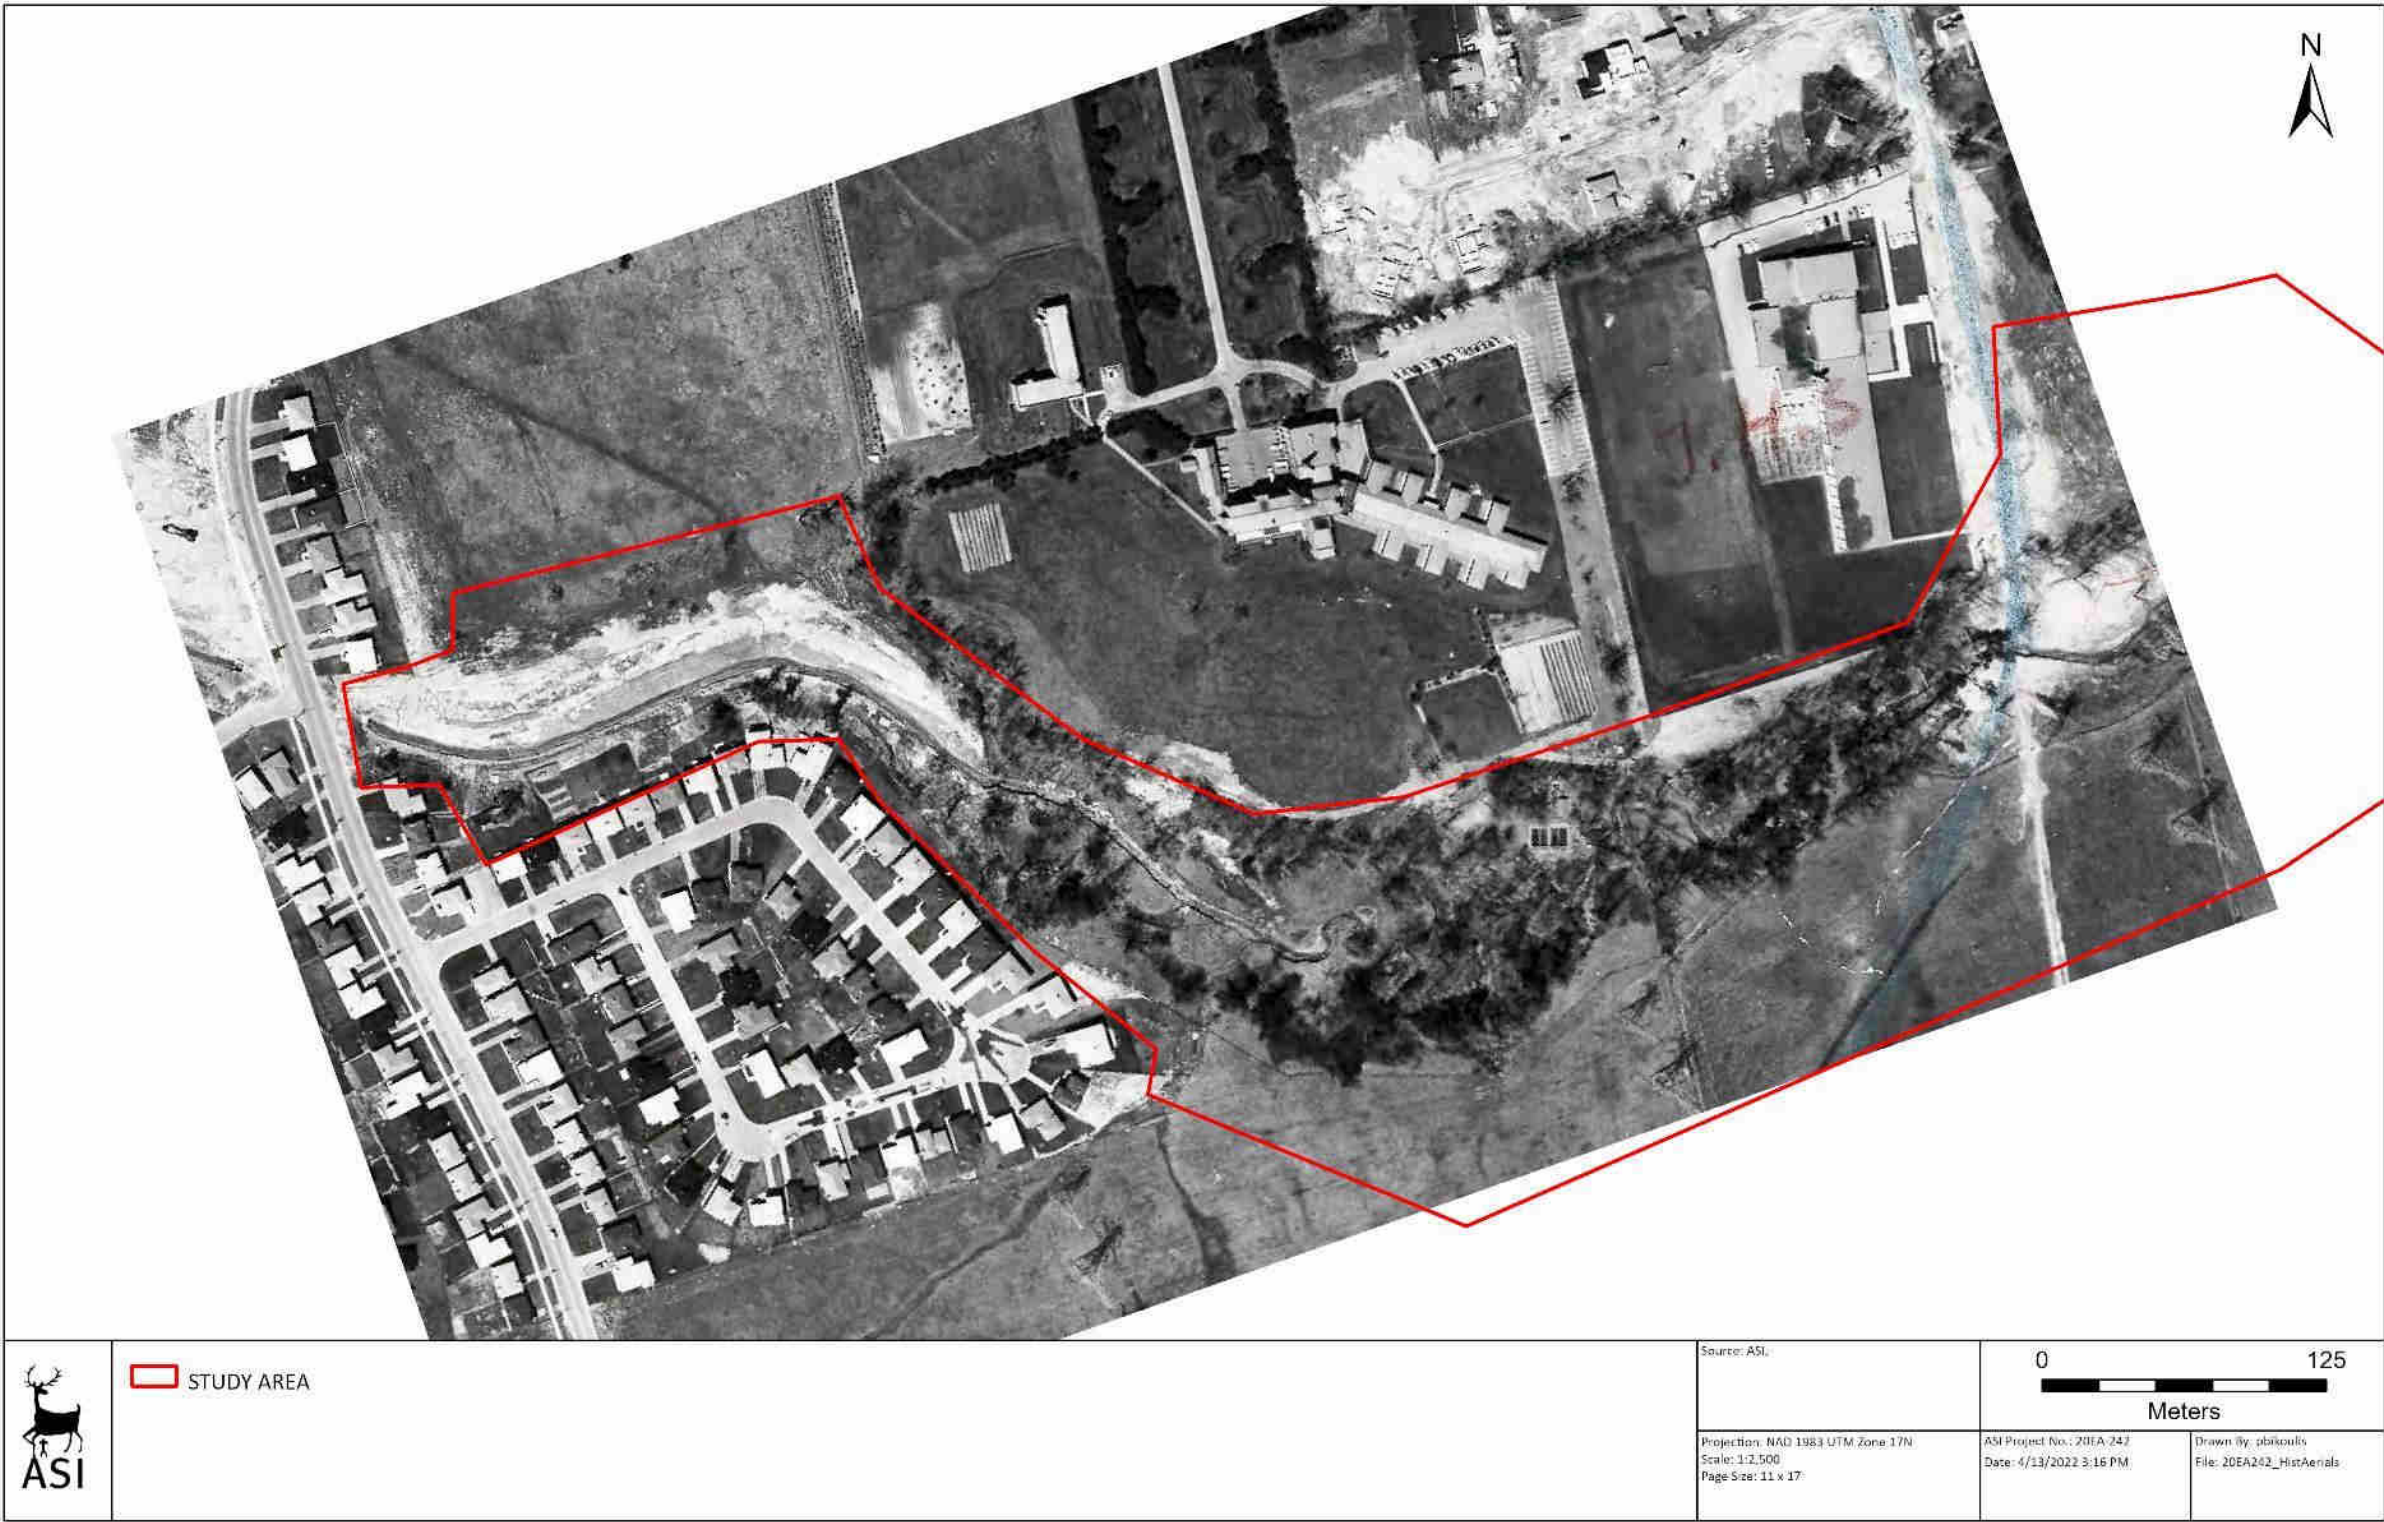 N
ASI
STUDY AREA
Source: ASI,
0 125
Meters
Projection: NAD 1983 UTM Zone 17N
Scale: 1:2,500
Page Size: 11 x 17
ASI Project No.: 20EA-242
Date: 4/13/2022 3:16 PM
Drawn By: pbikoulis
File: 20EA242_HistAerials